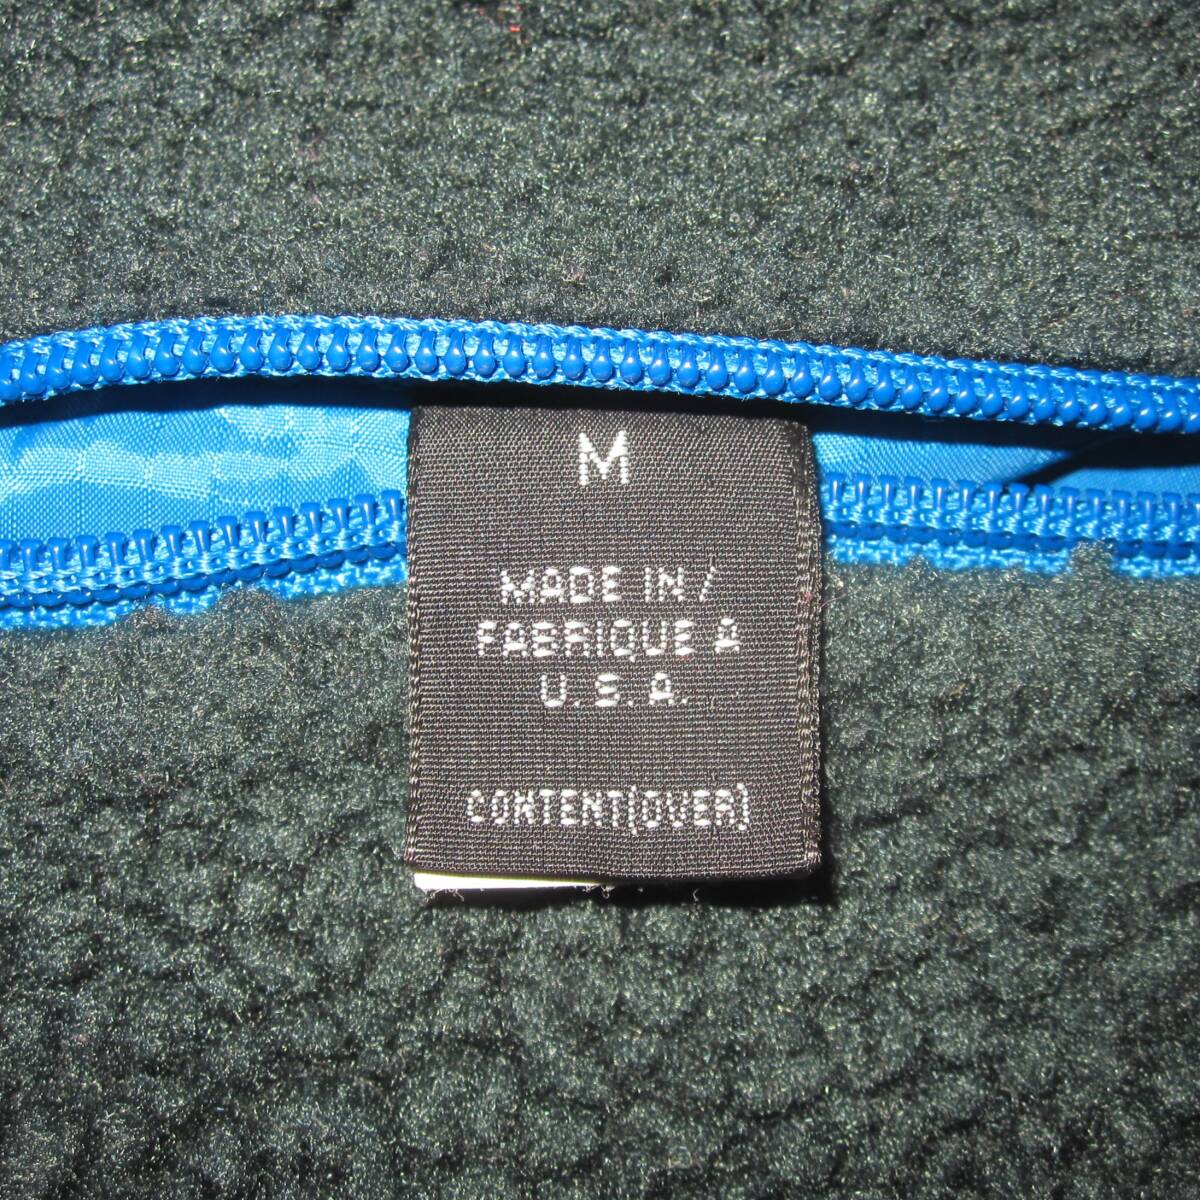 M
MADE IN /
FABRIQUE A
U.S.A.
CONTENT(OVER)